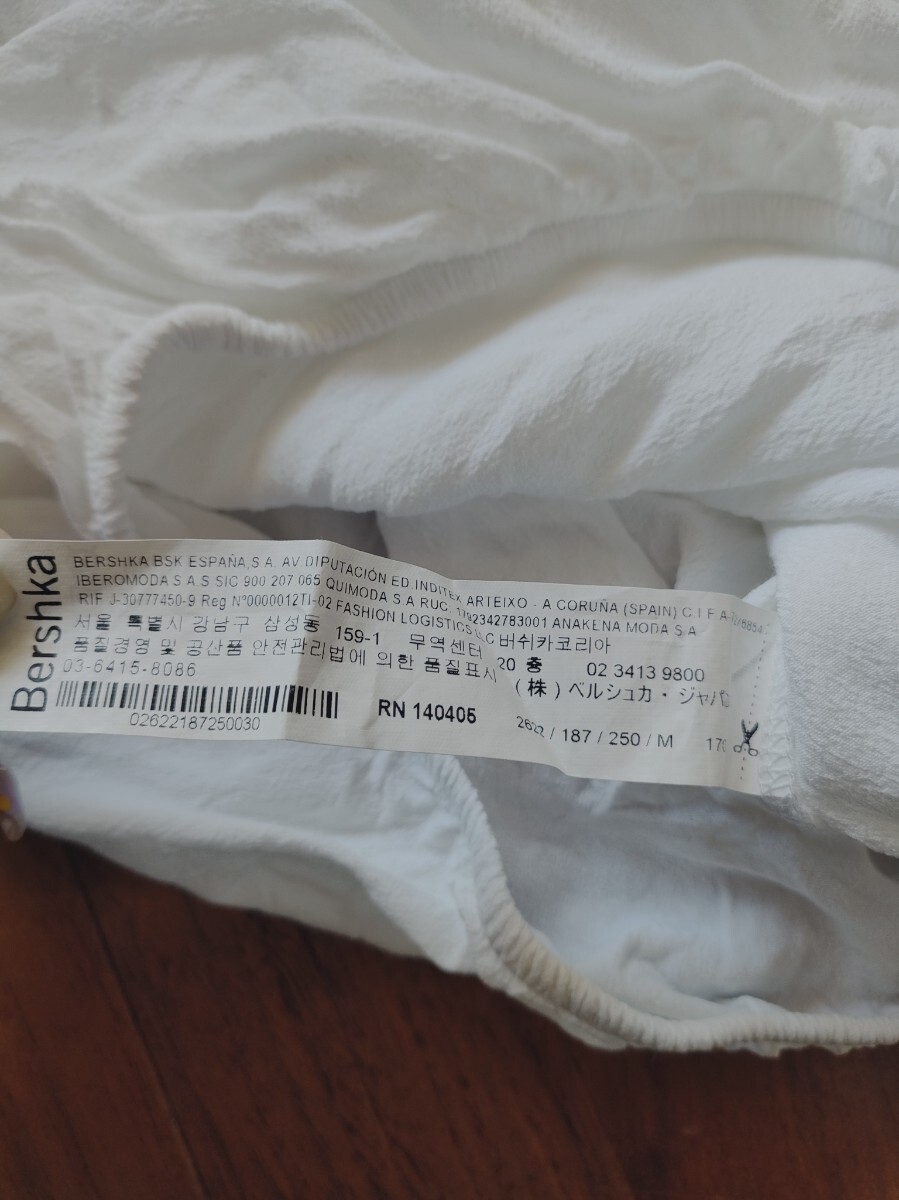 Bershka
BERSHKA BSK ESPAÑA,S.A. AV DIPUTACIÓN ED INDITEX ARTEIXO - A CORUÑA (SPAIN) C.I.F A
IBEROMODA S.A.S SIC 900 207 065 QUIMODA S.A RUC. 1792342783001 ANAKENA MODA S.A
RIF J-30777450-9 Reg N°0000012TI-02 FASHION LOGISTICS LLC 버쉬카코리아
서울 특별시 강남구 삼성동 159-1 무역센터 20 층 02 3413 9800
품질경영 및 공산품 안전관리법에 의한 품질표시 (株) ベルシュカ・ジャパン
03-6415-8086
02622187250030
RN 140405
2622 / 187 / 250 / M